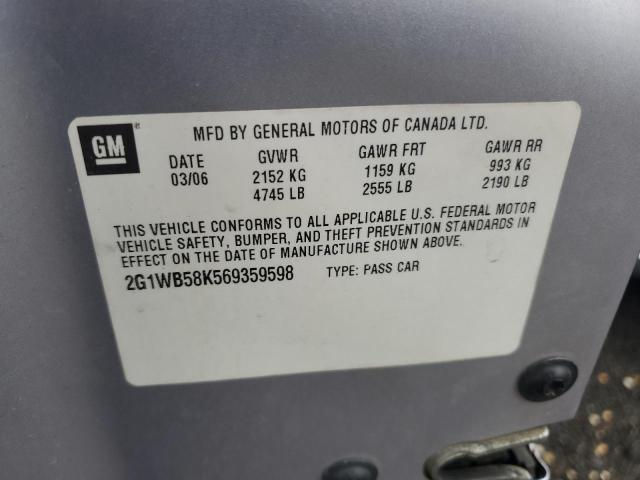 GM®
MFD BY GENERAL MOTORS OF CANADA LTD.
DATE GVWR GAWR FRT GAWR RR
03/06 2152 KG 1159 KG 993 KG
4745 LB 2555 LB 2190 LB
THIS VEHICLE CONFORMS TO ALL APPLICABLE U.S. FEDERAL MOTOR
VEHICLE SAFETY, BUMPER, AND THEFT PREVENTION STANDARDS IN
EFFECT ON THE DATE OF MANUFACTURE SHOWN ABOVE.
2G1WB58K569359598 TYPE: PASS CAR